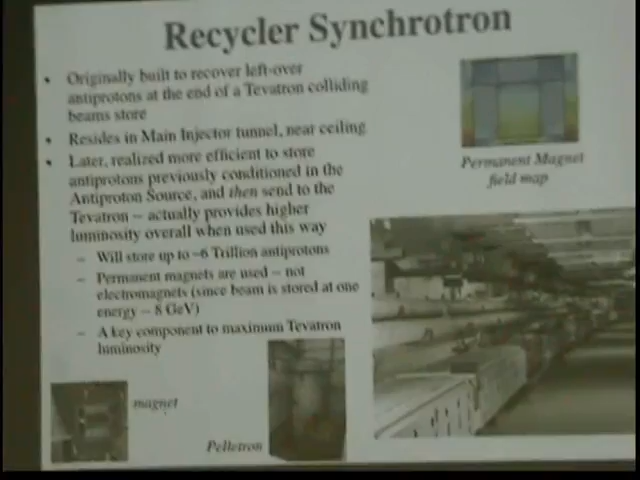 Recycler Synchrotron
• Originally built to recover left-over
antiprotons at the end of a Tevatron colliding
beams store
• Resides in Main Injector tunnel, near ceiling
• Later, realized more efficient to store
antiprotons previously conditioned in the
Antiproton Source, and then send to the
Tevatron – actually provides higher
luminosity overall when used this way
– Will store up to ~6 Trillion antiprotons
– Permanent magnets are used – not
electromagnets (since beam is stored at one
energy – 8 GeV)
– A key component to maximum Tevatron
luminosity
Permanent Magnet
field map
magnet
Pelletron